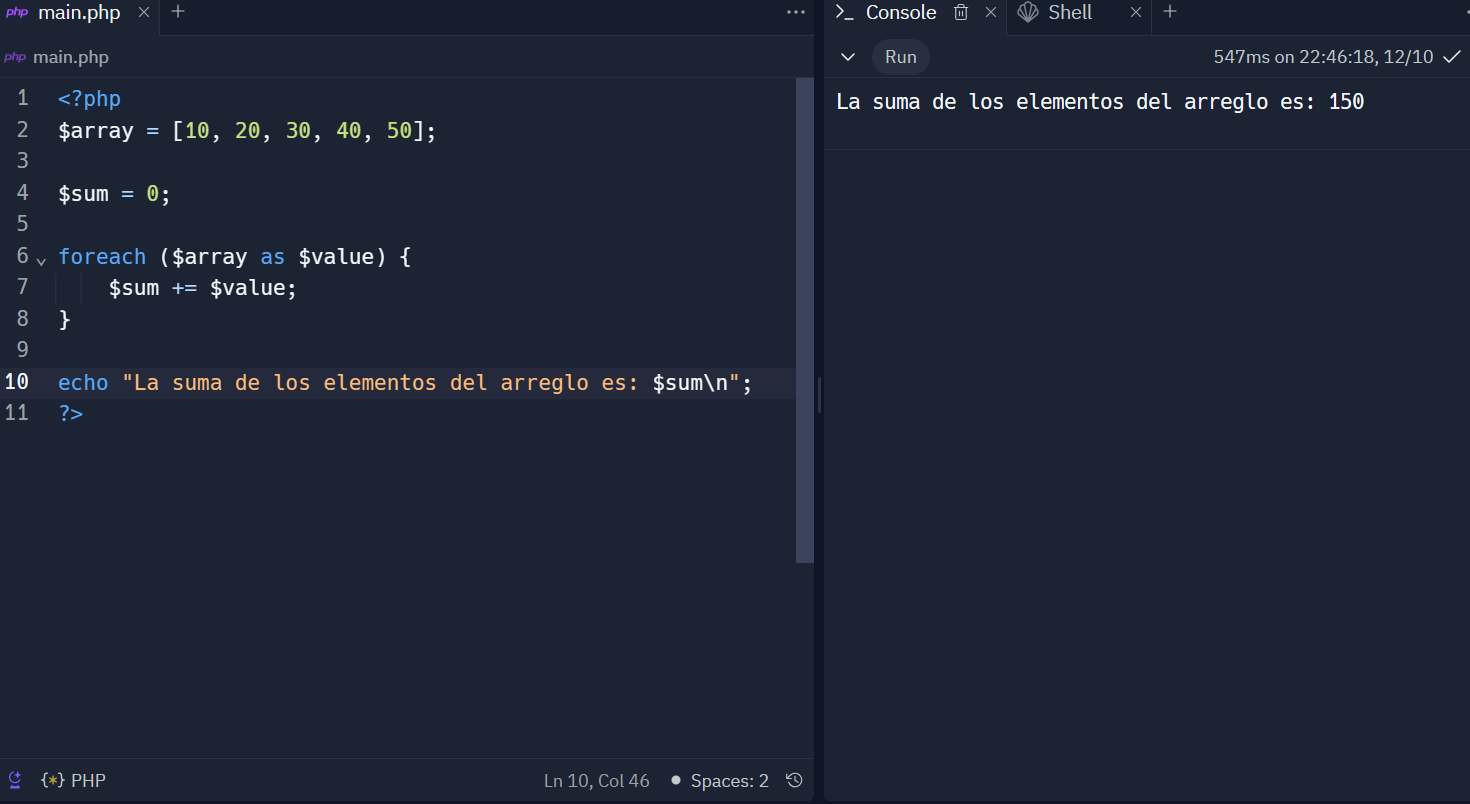 php main.php
php main.php
1 <?php
2 $array = [10, 20, 30, 40, 50];
3
4 $sum = 0;
5
6 foreach ($array as $value) {
7 $sum += $value;
8 }
9
10 echo "La suma de los elementos del arreglo es: $sum\n";
11 ?>
{*} PHP
Ln 10, Col 46
Spaces: 2
Console
Shell
Run
547ms on 22:46:18, 12/10
La suma de los elementos del arreglo es: 150